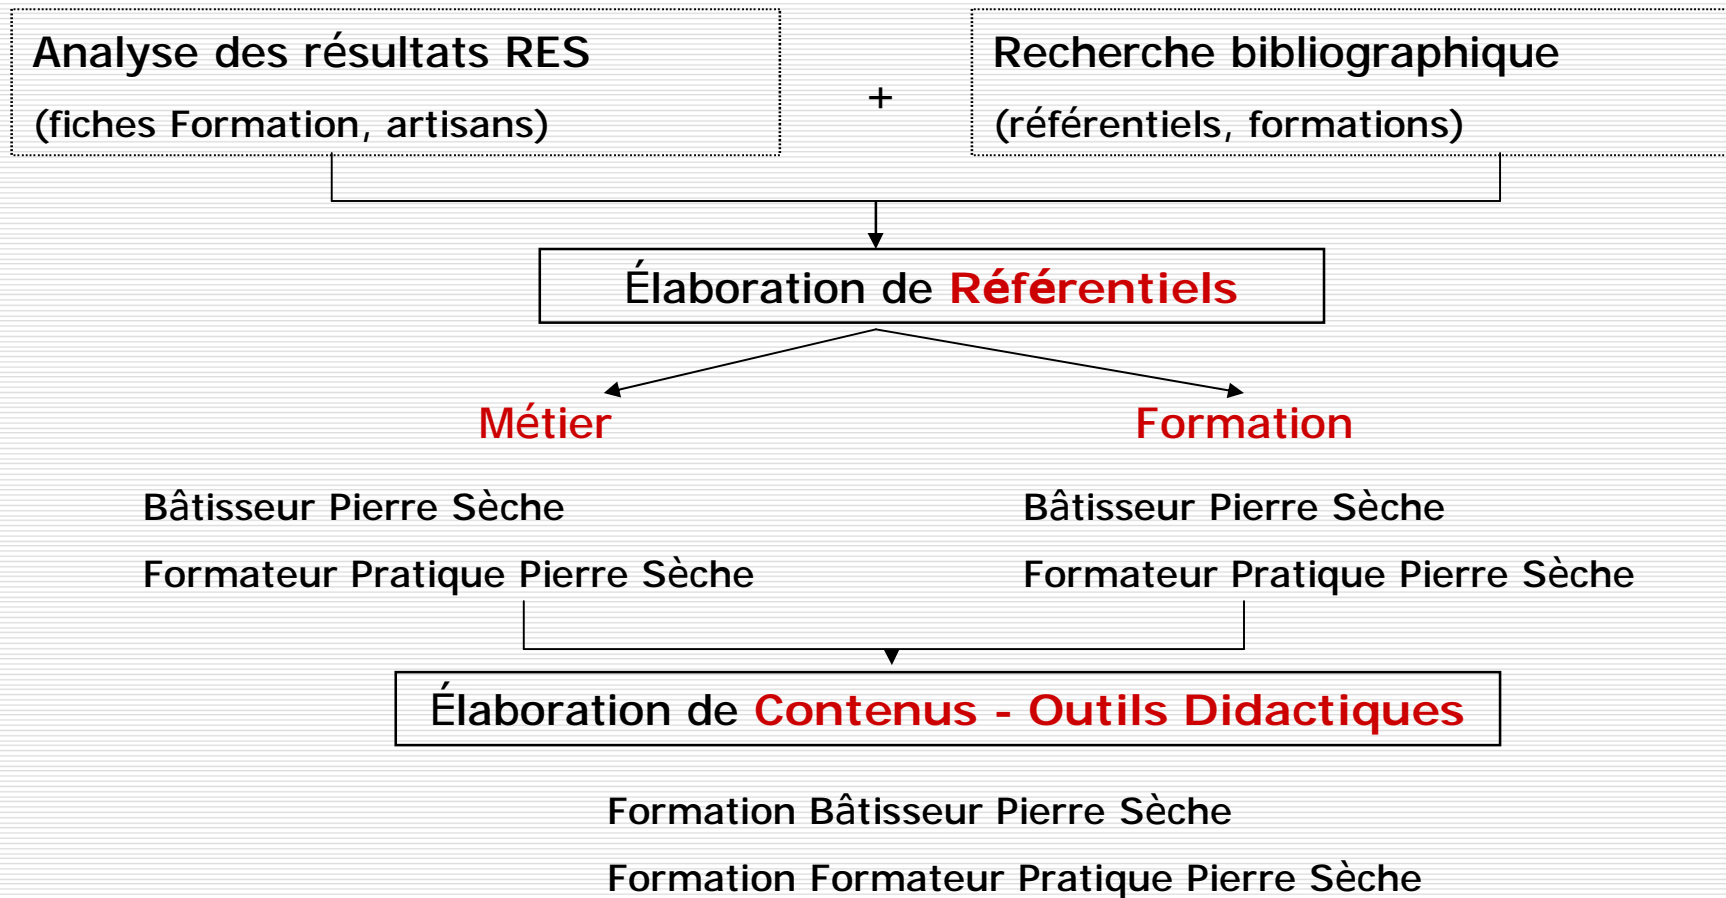 Analyse des résultats RES
(fiches Formation, artisans)
+
Recherche bibliographique
(référentiels, formations)
Élaboration de Référentiels
Métier
Bâtisseur Pierre Sèche
Formateur Pratique Pierre Sèche
Formation
Bâtisseur Pierre Sèche
Formateur Pratique Pierre Sèche
Élaboration de Contenus - Outils Didactiques
Formation Bâtisseur Pierre Sèche
Formation Formateur Pratique Pierre Sèche